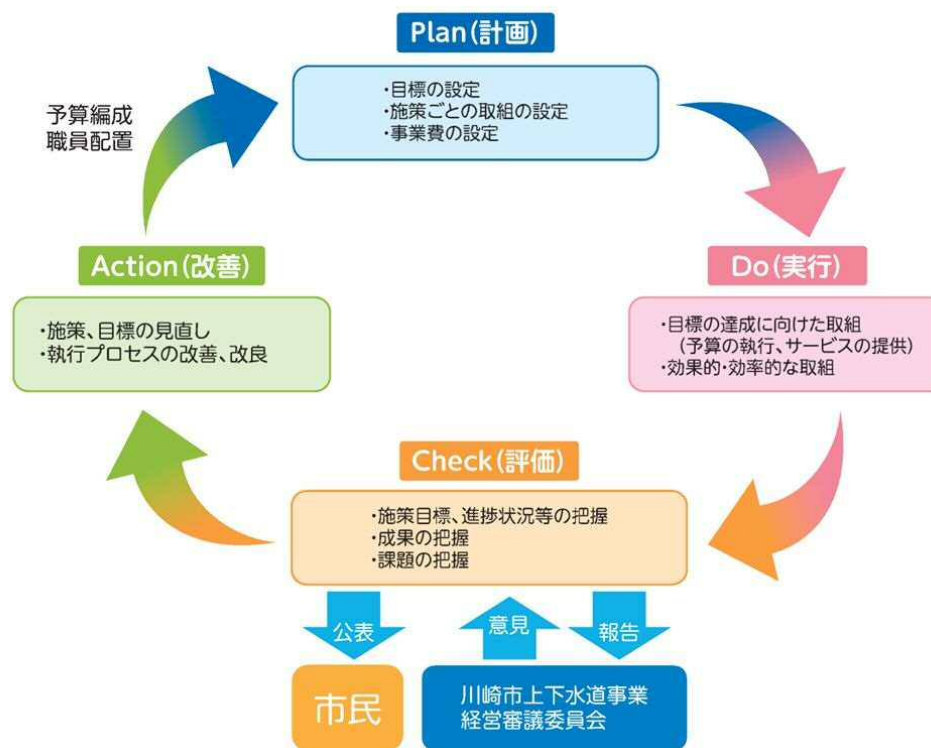 Plan(計画)
・目標の設定
・施策ごとの取組の設定
・事業費の設定
予算編成
職員配置
Action(改善)
・施策、目標の見直し
・執行プロセスの改善、改良
Do(実行)
・目標の達成に向けた取組
(予算の執行、サービスの提供)
・効果的・効率的な取組
Check(評価)
・施策目標、進捗状況等の把握
・成果の把握
・課題の把握
公表
意見
報告
市民
川崎市上下水道事業
経営審議委員会